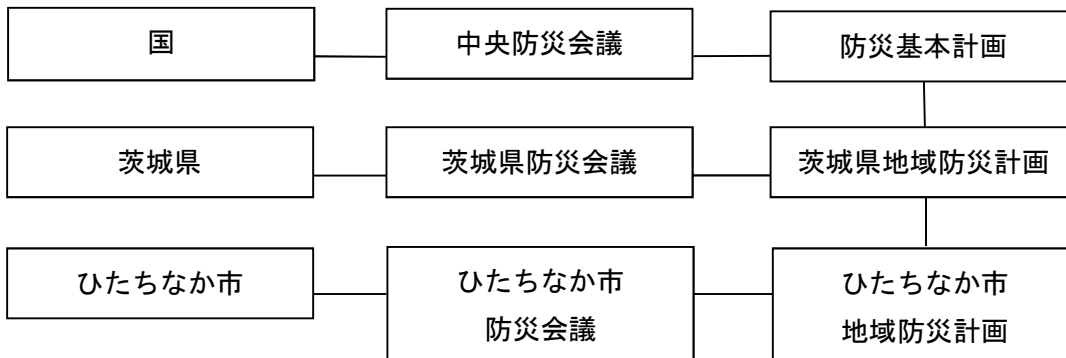 国
中央防災会議
防災基本計画
茨城県
茨城県防災会議
茨城県地域防災計画
ひたちなか市
ひたちなか市
防災会議
ひたちなか市
地域防災計画